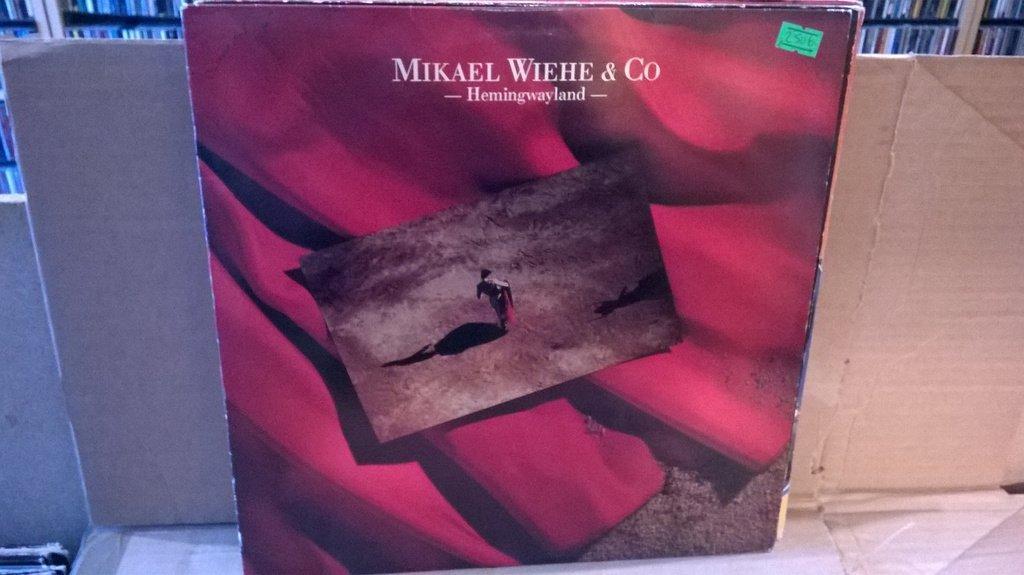 MIKAEL WIEHE & CO
— Hemingwayland —